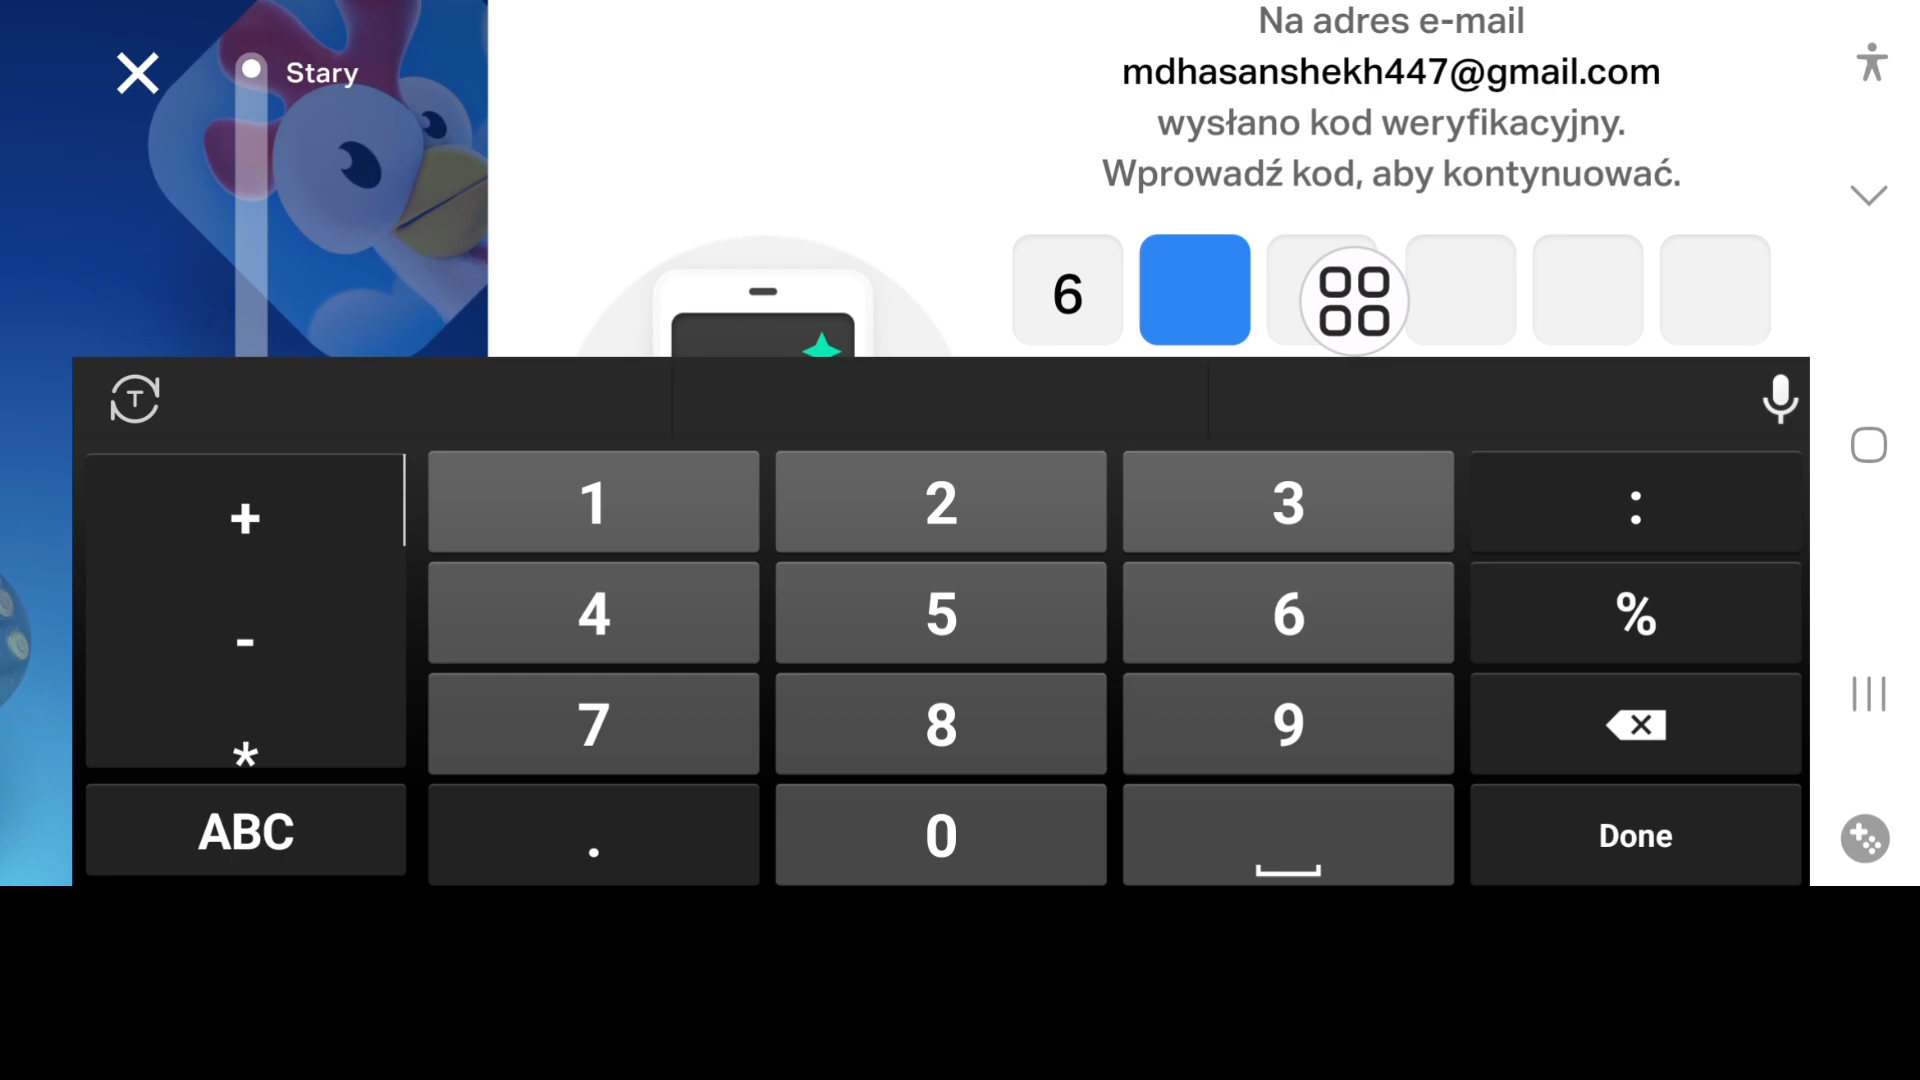 Stary
Na adres e-mail
mdhasanshekh447@gmail.com
wysłano kod weryfikacyjny.
Wprowadź kod, aby kontynuować.
6
T
+
-
*
ABC
1
2
3
:
4
5
6
%
7
8
9
.
0
Done